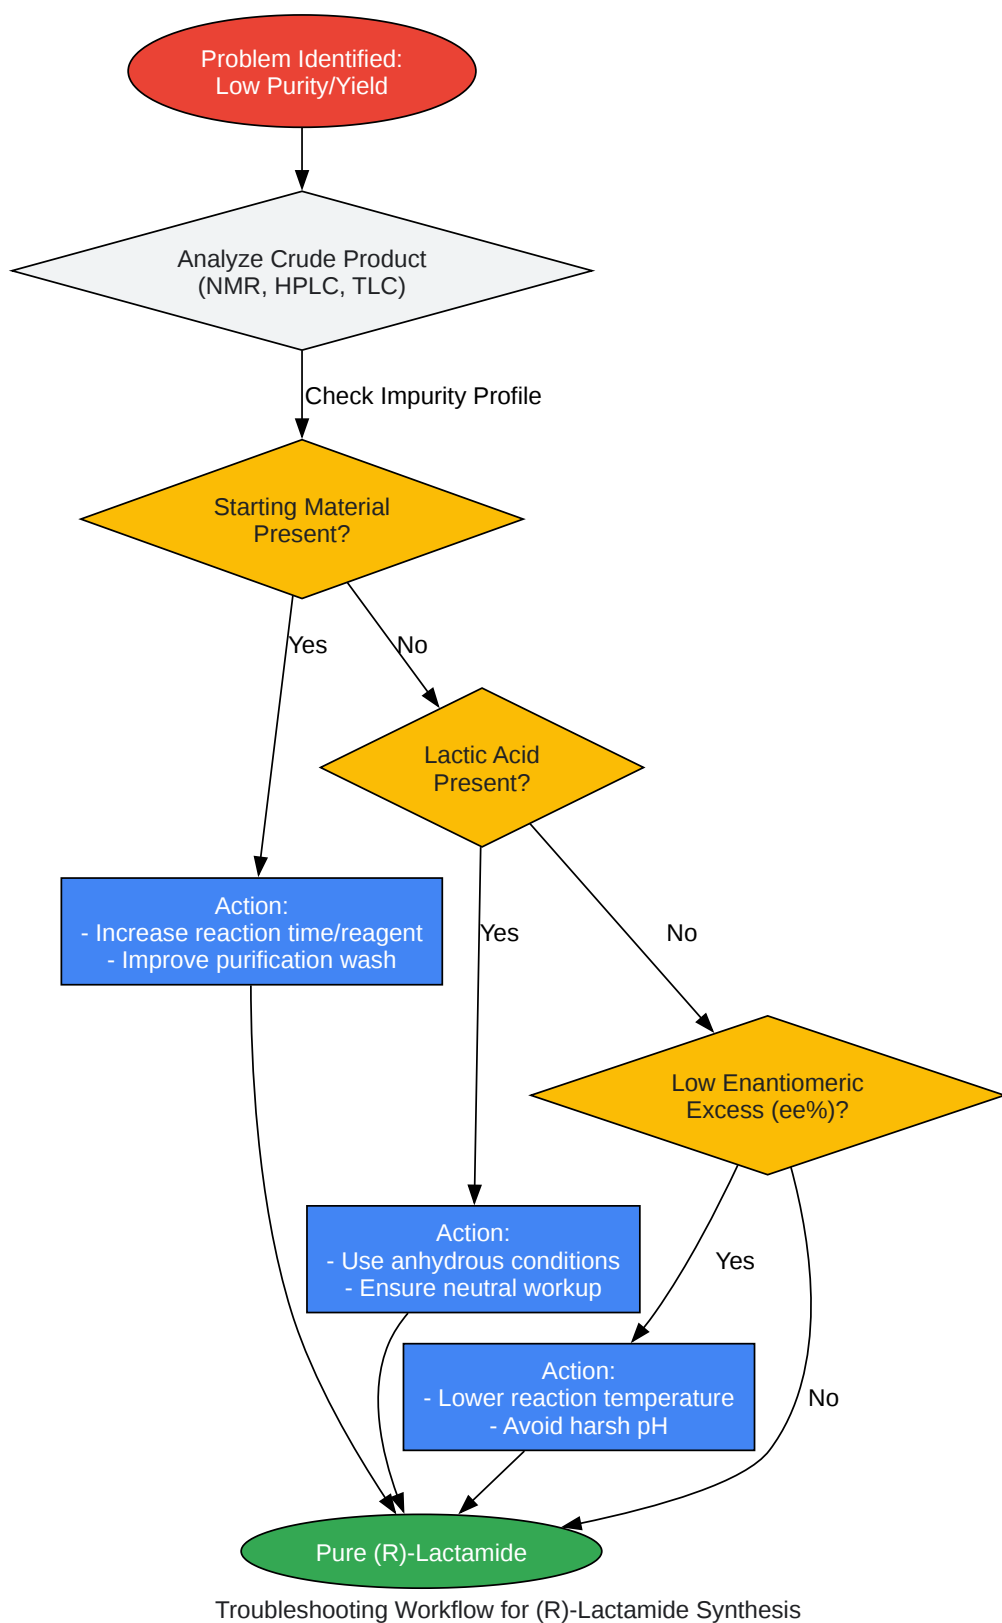 Problem Identified:
Low Purity/Yield
Analyze Crude Product
(NMR, HPLC, TLC)
Check Impurity Profile
Starting Material
Present?
Yes
No
Lactic Acid
Present?
Action:
- Increase reaction time/reagent
- Improve purification wash
Yes
No
Low Enantiomeric
Excess (ee%)?
Action:
- Use anhydrous conditions
- Ensure neutral workup
Yes
No
Action:
- Lower reaction temperature
- Avoid harsh pH
Pure (R)-Lactamide
Troubleshooting Workflow for (R)-Lactamide Synthesis